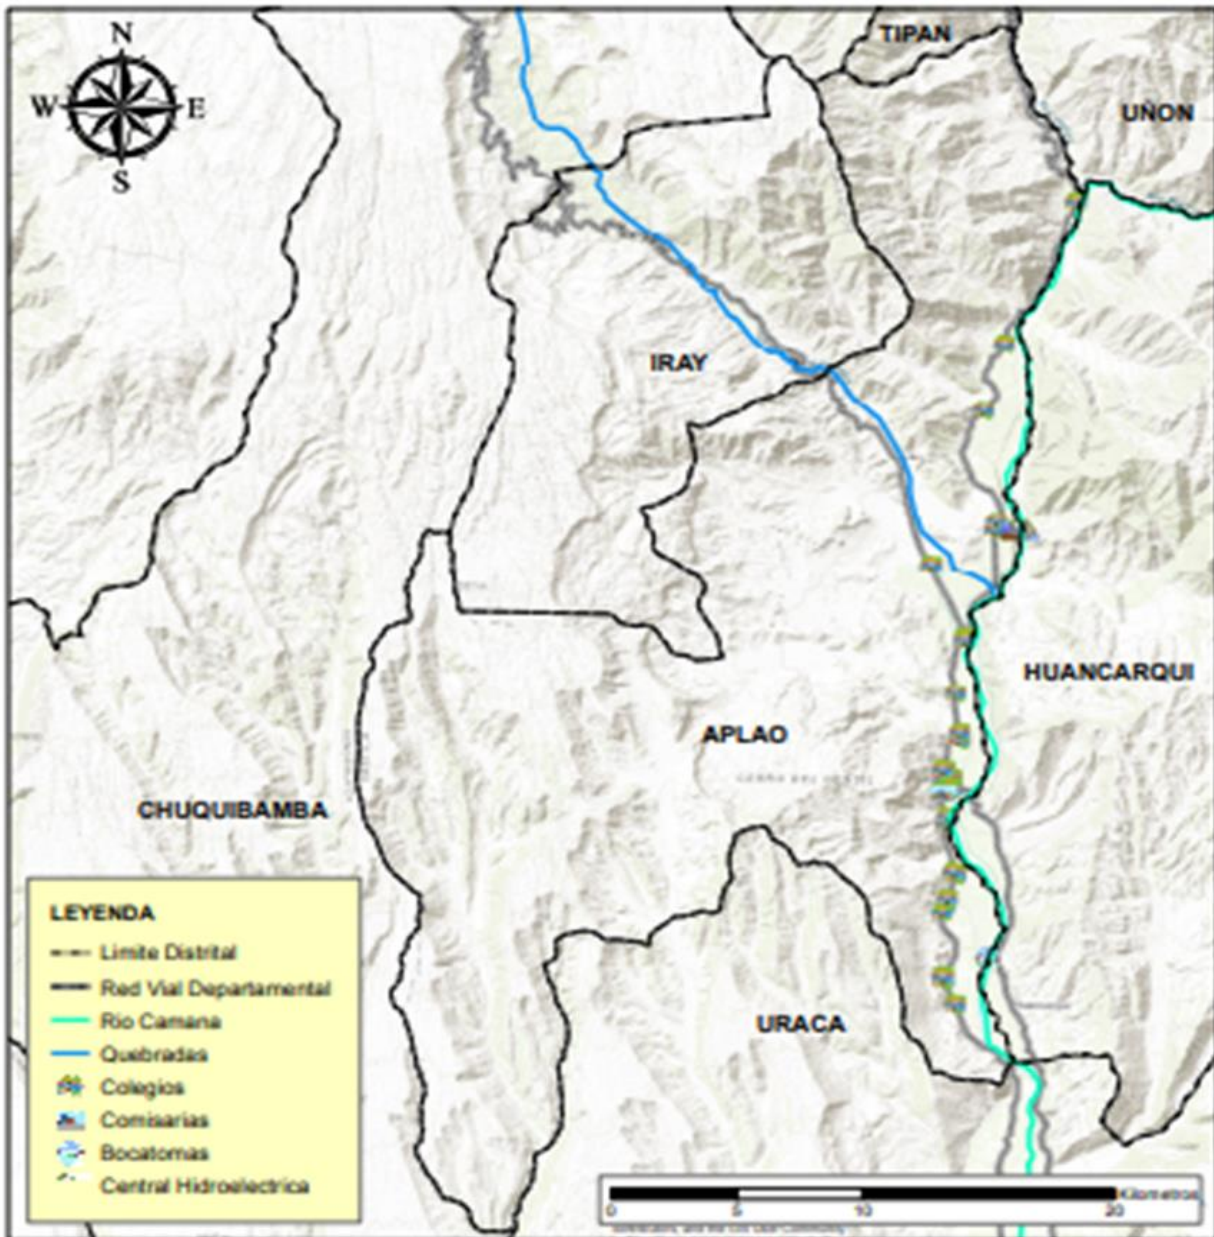 N
W E
S
TIPAN
UÑON
IRAY
HUANCARQUI
APLAO
CHUQUIBAMBA
URACA
LEYENDA
Limite Distrital
Red Vial Departamental
Rio Camana
Quebradas
Colegios
Comisarias
Bocatomas
Central Hidroelectrica
Kilometros
0 5 10 20